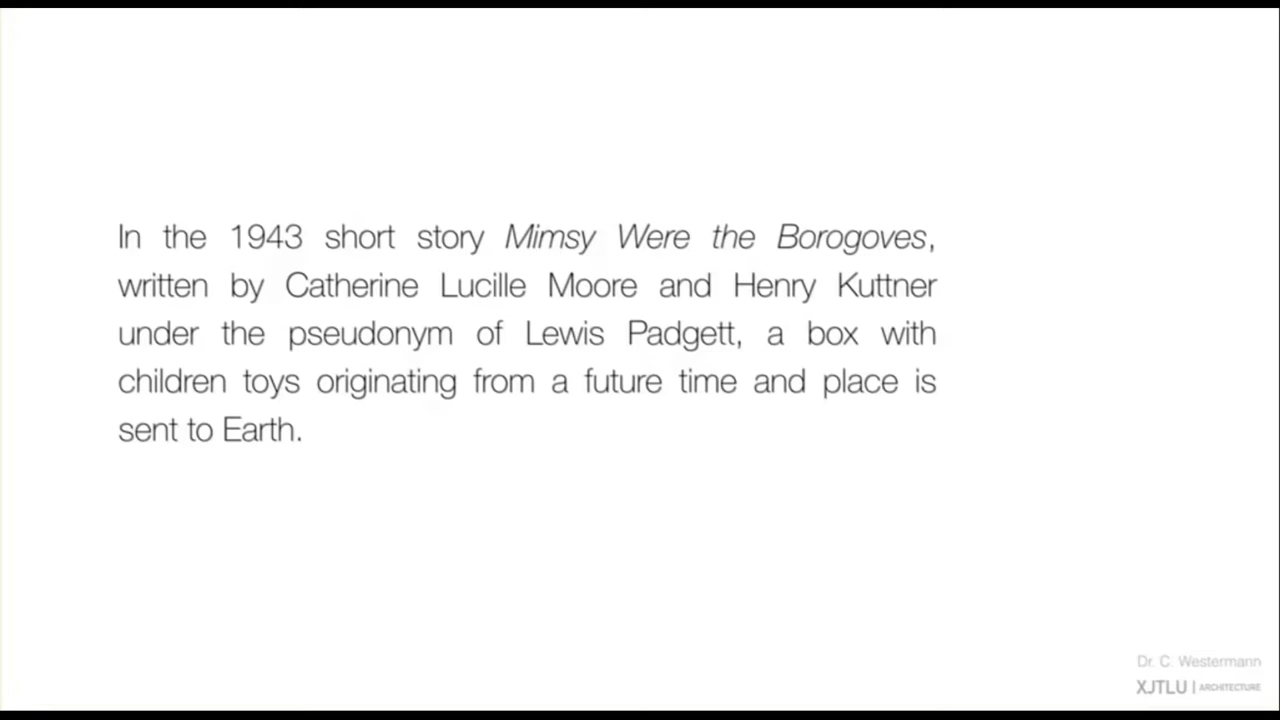 In the 1943 short story Mimsy Were the Borogoves,
written by Catherine Lucille Moore and Henry Kuttner
under the pseudonym of Lewis Padgett, a box with
children toys originating from a future time and place is
sent to Earth.
Dr. C. Westermann
XJTLU | ARCHITECTURE